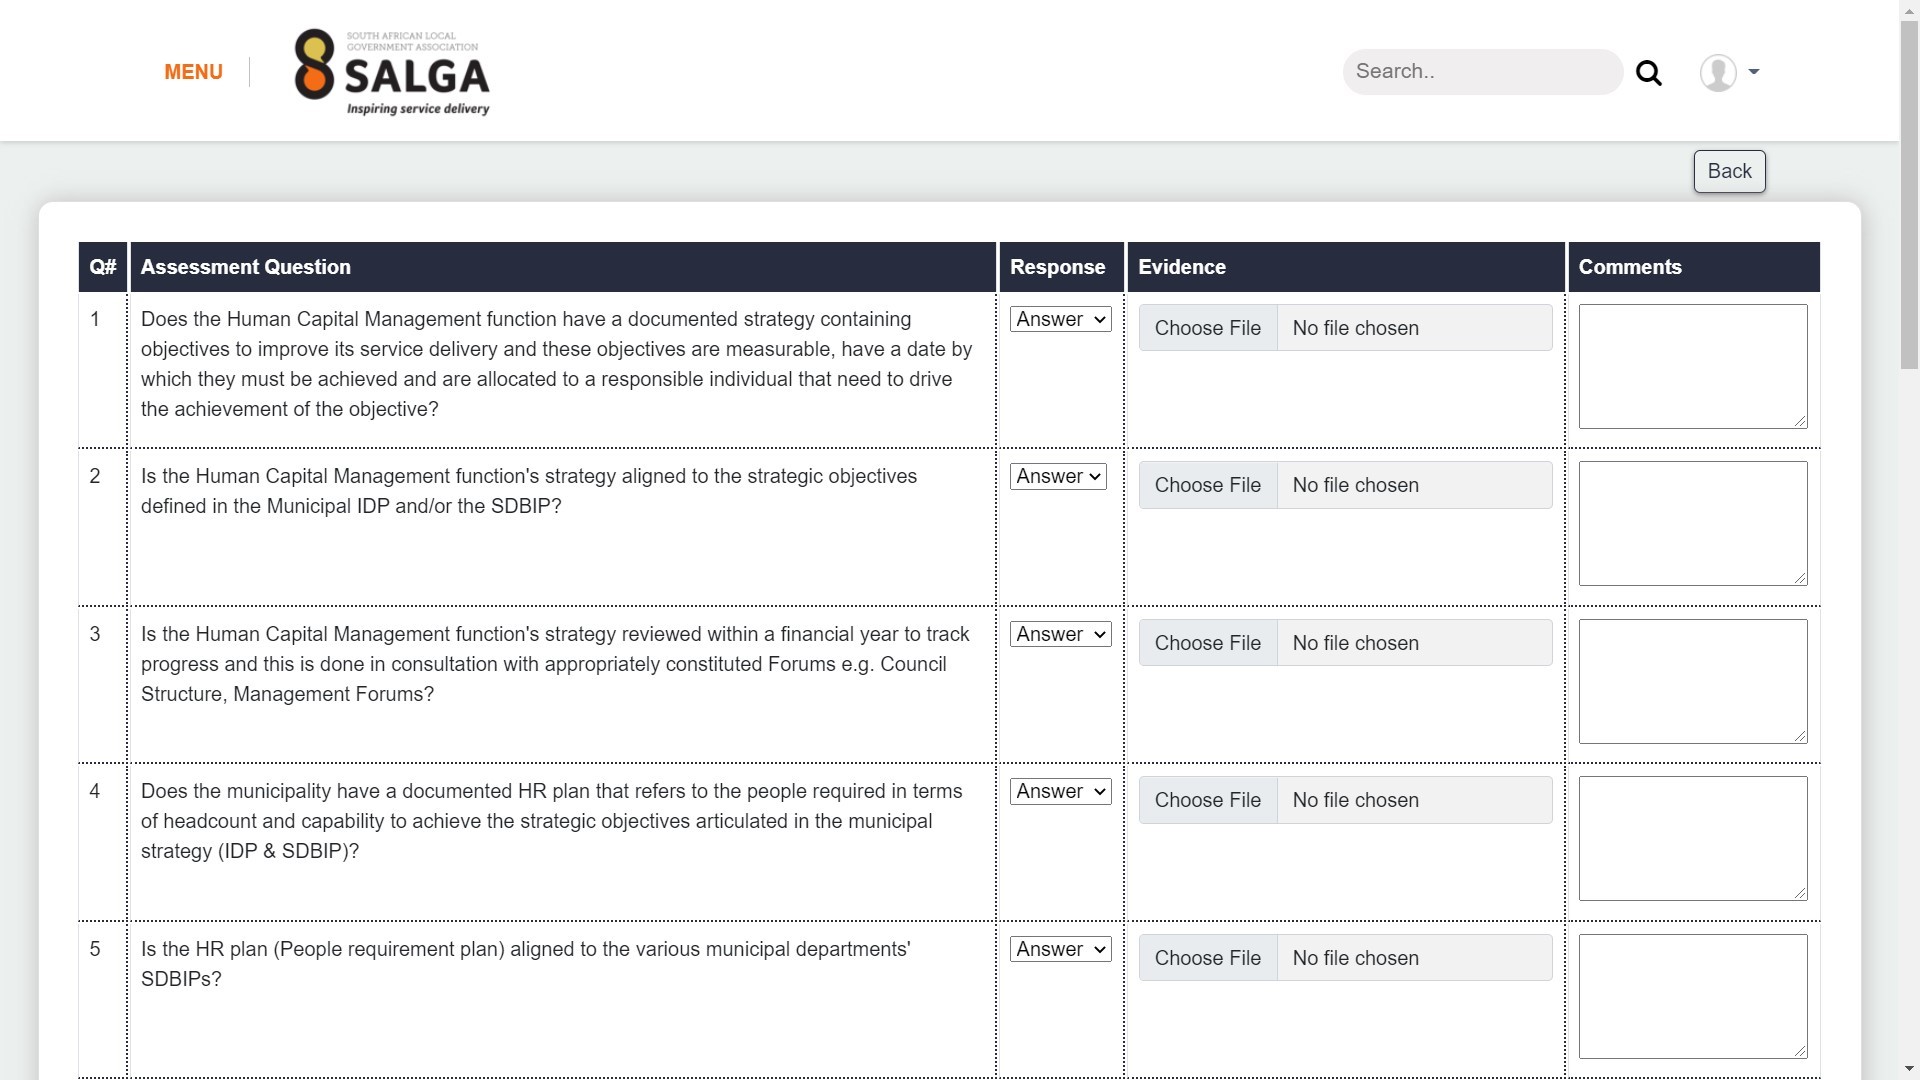 MENU
SOUTH AFRICAN LOCAL
GOVERNMENT ASSOCIATION
SALGA
Inspiring service delivery
Search..
Back
Q# Assessment Question Response Evidence Comments
1 Does the Human Capital Management function have a documented strategy containing Answer Choose File No file chosen
objectives to improve its service delivery and these objectives are measurable, have a date by
which they must be achieved and are allocated to a responsible individual that need to drive
the achievement of the objective?
2 Is the Human Capital Management function's strategy aligned to the strategic objectives Answer Choose File No file chosen
defined in the Municipal IDP and/or the SDBIP?
3 Is the Human Capital Management function's strategy reviewed within a financial year to track Answer Choose File No file chosen
progress and this is done in consultation with appropriately constituted Forums e.g. Council
Structure, Management Forums?
4 Does the municipality have a documented HR plan that refers to the people required in terms Answer Choose File No file chosen
of headcount and capability to achieve the strategic objectives articulated in the municipal
strategy (IDP & SDBIP)?
5 Is the HR plan (People requirement plan) aligned to the various municipal departments' Answer Choose File No file chosen
SDBIPs?